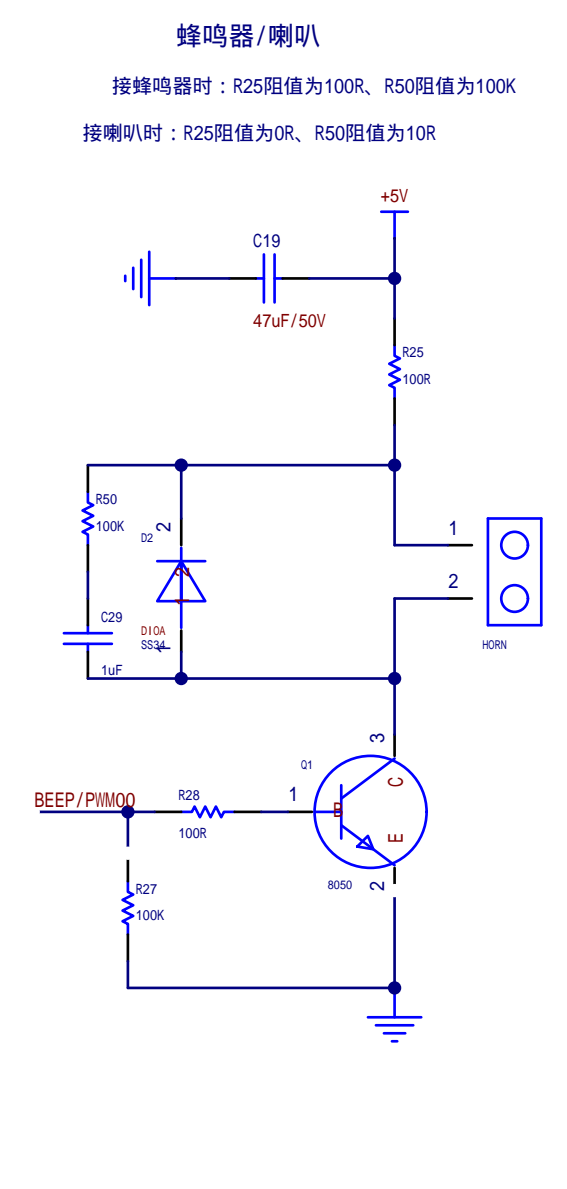 蜂鸣器/喇叭
接蜂鸣器时：R25阻值为100R、R50阻值为100K
接喇叭时：R25阻值为0R、R50阻值为10R
+5V
C19
47uF/50V
R25
100R
R50
100K
D2
2
2
1
DIOA
SS34
1
C29
1uF
1
2
HORN
3
Q1
C
BEEP/PWM00
R28
100R
1
B
E
8050
2
R27
100K